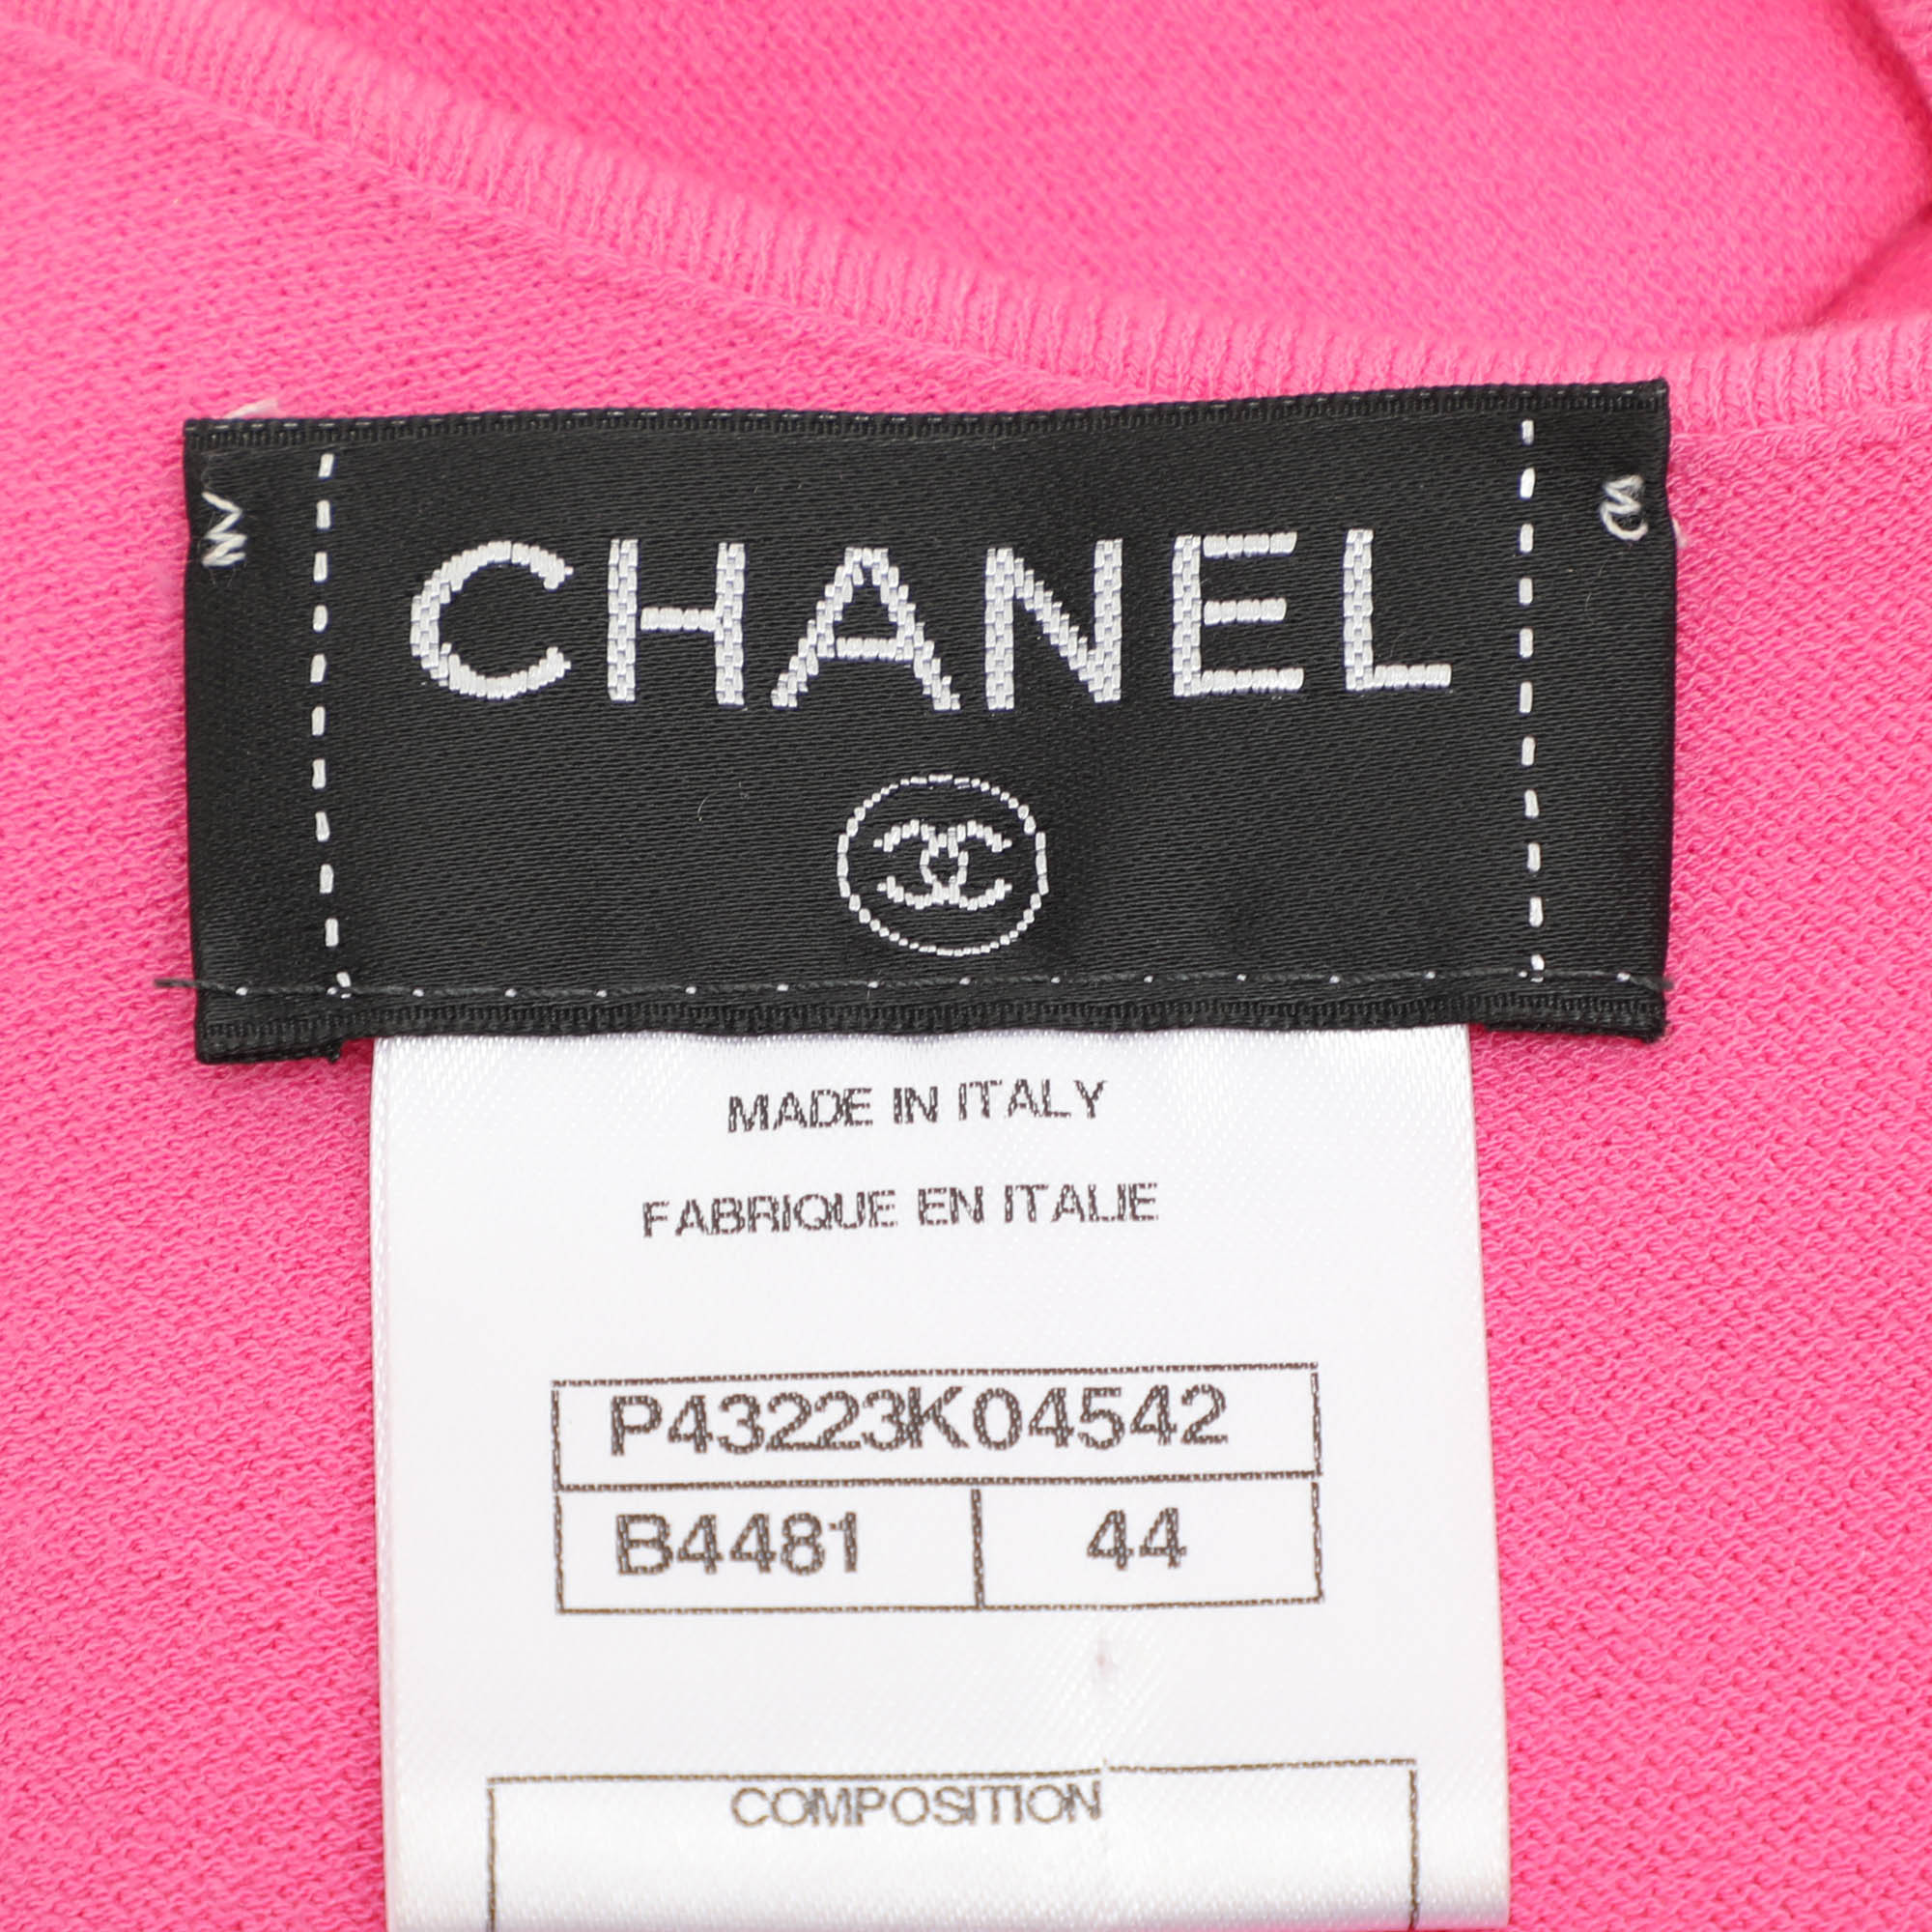 CHANEL
MADE IN ITALY
FABRIQUE EN ITALIE
P43223K04542
B4481 44
COMPOSITION